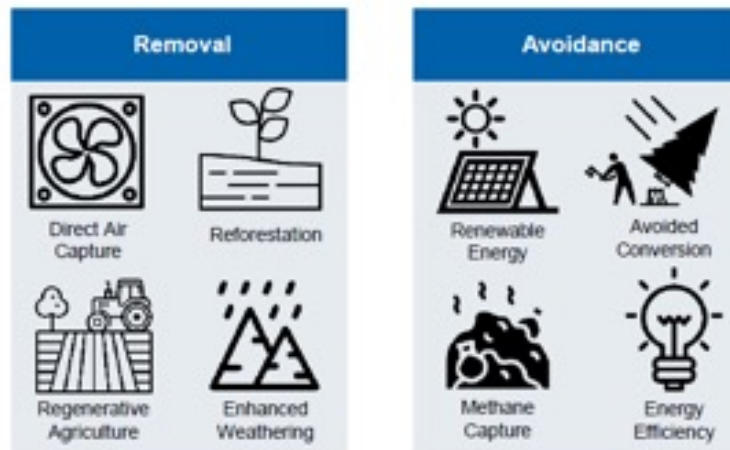 Removal
Direct Air
Capture
Reforestation
Regenerative
Agriculture
Enhanced
Weathering
Avoidance
Renewable
Energy
Avoided
Conversion
Methane
Capture
Energy
Efficiency